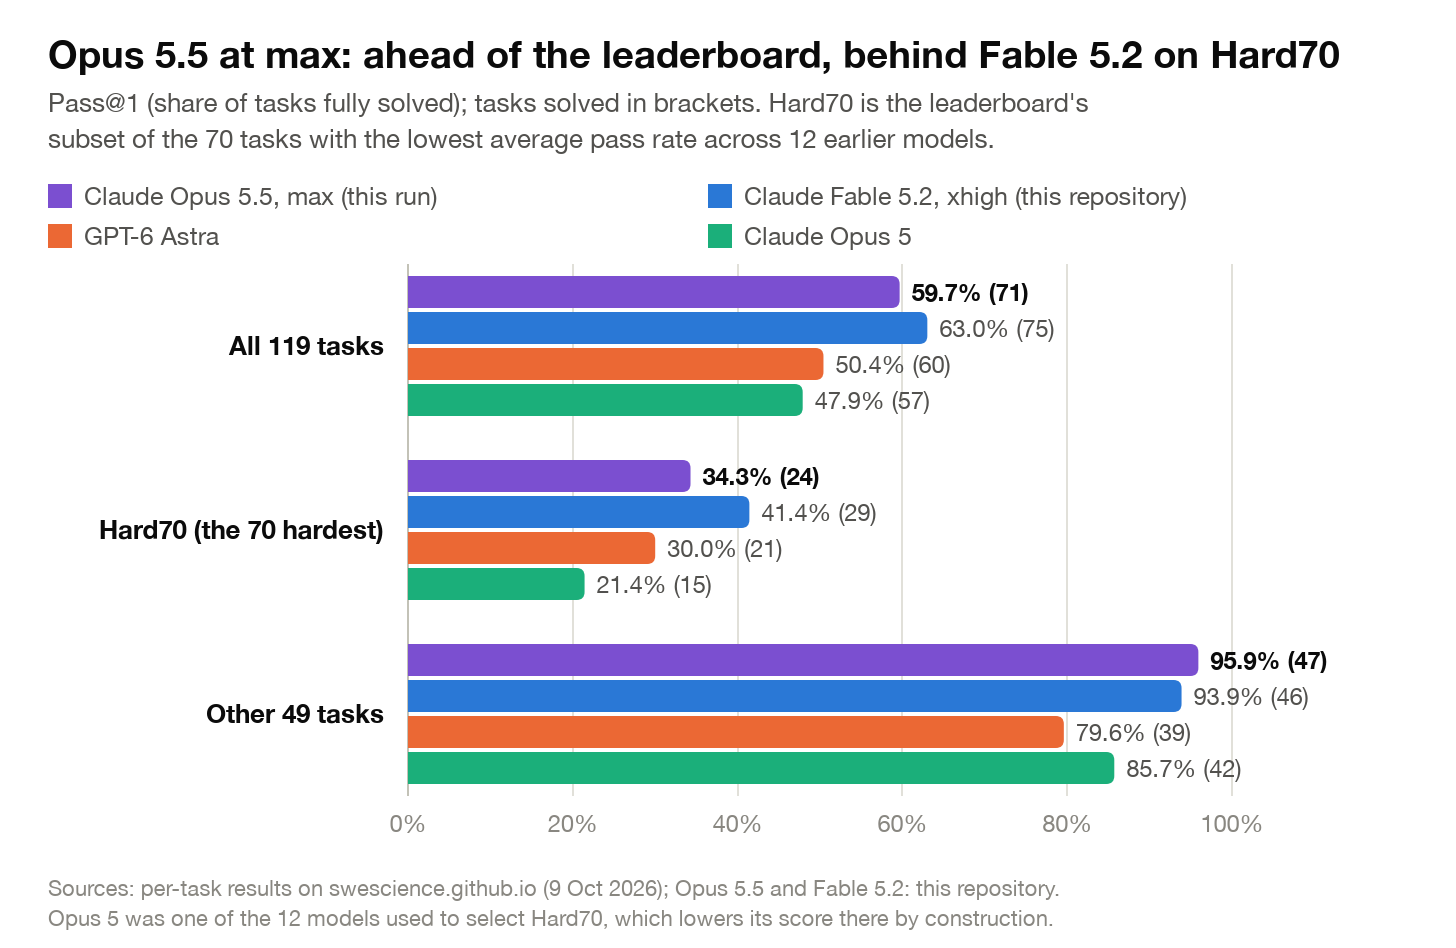 Opus 5.5 at max: ahead of the leaderboard, behind Fable 5.2 on Hard70
Pass@1 (share of tasks fully solved); tasks solved in brackets. Hard70 is the leaderboard's
subset of the 70 tasks with the lowest average pass rate across 12 earlier models.
Claude Opus 5.5, max (this run)
Claude Fable 5.2, xhigh (this repository)
GPT-6 Astra
Claude Opus 5
All 119 tasks
59.7% (71)
63.0% (75)
50.4% (60)
47.9% (57)
Hard70 (the 70 hardest)
34.3% (24)
41.4% (29)
30.0% (21)
21.4% (15)
Other 49 tasks
95.9% (47)
93.9% (46)
79.6% (39)
85.7% (42)
0% 20% 40% 60% 80% 100%
Sources: per-task results on swescience.github.io (9 Oct 2026); Opus 5.5 and Fable 5.2: this repository.
Opus 5 was one of the 12 models used to select Hard70, which lowers its score there by construction.